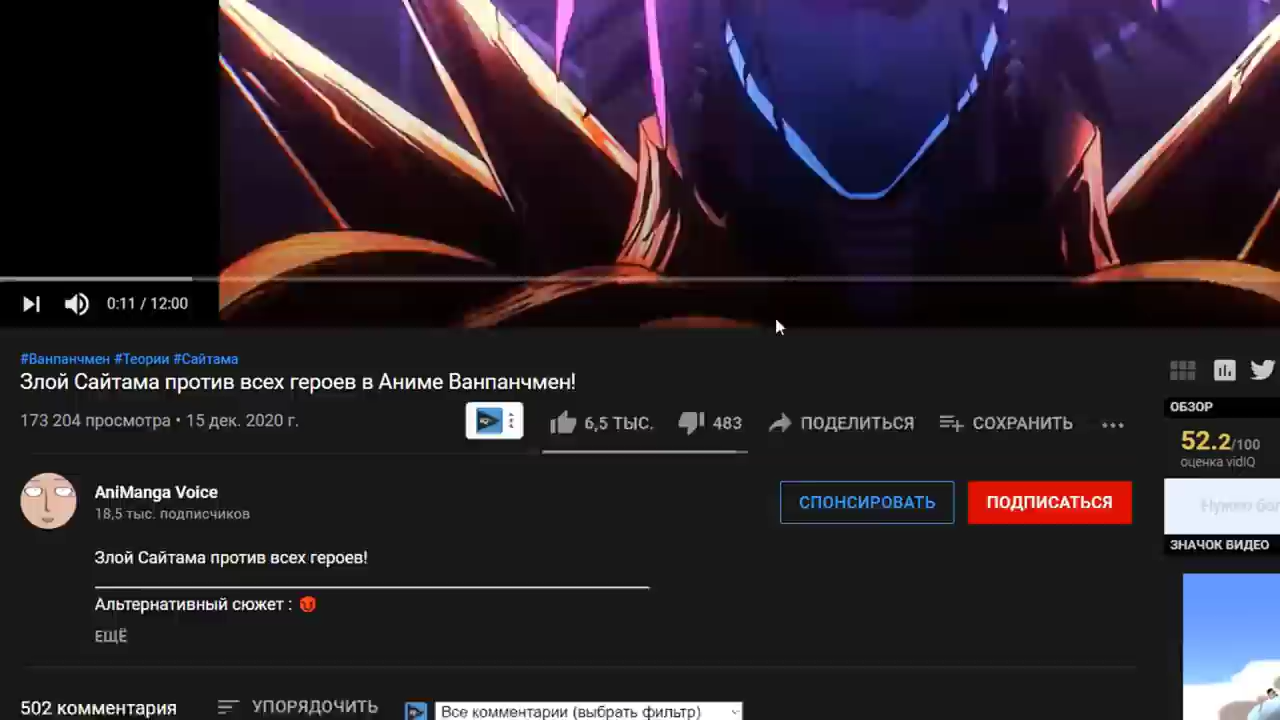 0:11 / 12:00
#Ванпанчмен #Теории #Сайтама
Злой Сайтама против всех героев в Аниме Ванпанчмен!
173 204 просмотра • 15 дек. 2020 г.
6,5 ТЫС.
483
ПОДЕЛИТЬСЯ
СОХРАНИТЬ
ОБЗОР
52.2/100
оценка vidIQ
AniManga Voice
18,5 тыс. подписчиков
СПОНСИРОВАТЬ
ПОДПИСАТЬСЯ
Нужно
ЗНАЧОК ВИДЕО
Злой Сайтама против всех героев!
Альтернативный сюжет : 😡
ЕЩЁ
502 комментария
УПОРЯДОЧИТЬ
Все комментарии (выбрать фильтр)